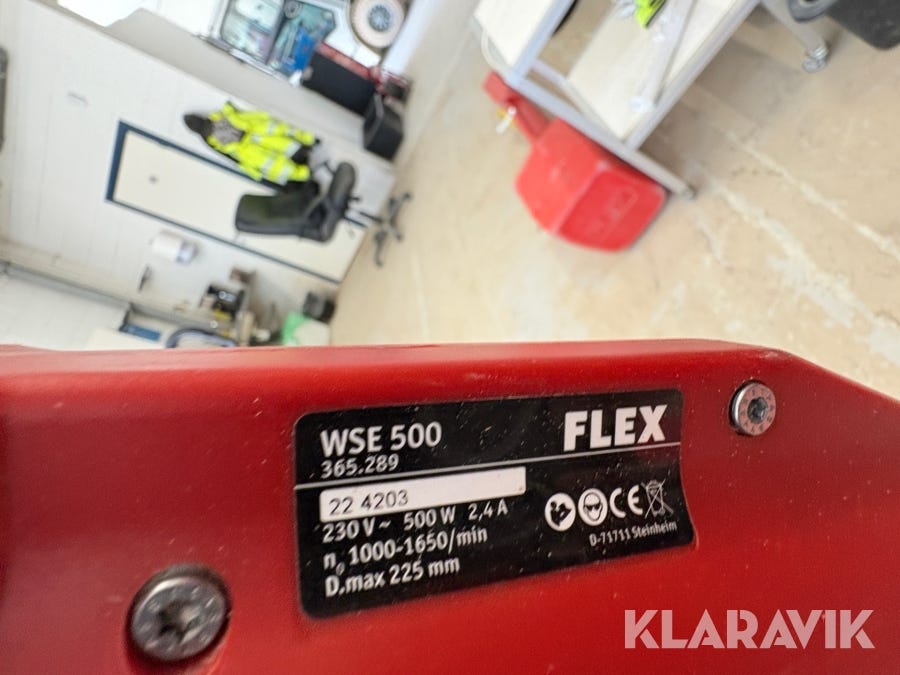 WSE 500
FLEX
365.289
22 4203
230 V~ 500 W 2,4 A
n₀ 1000-1650/min
D.max 225 mm
CE
D-71711 Steinheim
KLARAVIK